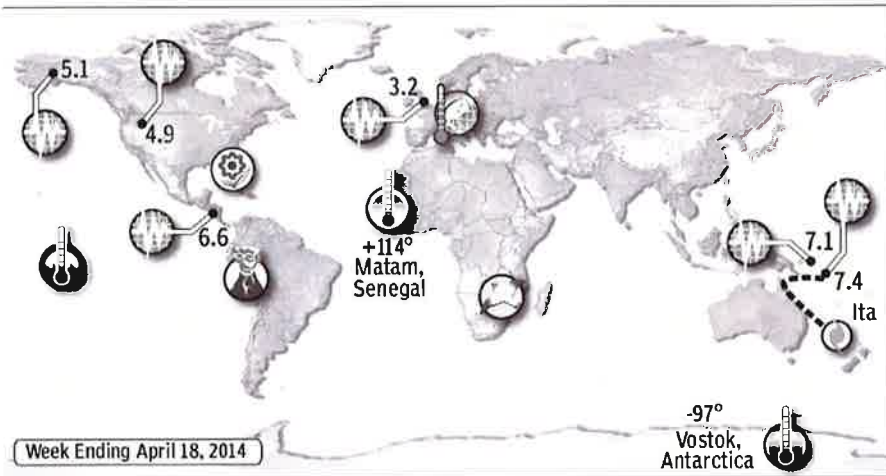 5.1
4.9
3.2
6.6
+114°
Matam,
Senegal
7.1
7.4
Ita
-97°
Vostok,
Antarctica
Week Ending April 18, 2014